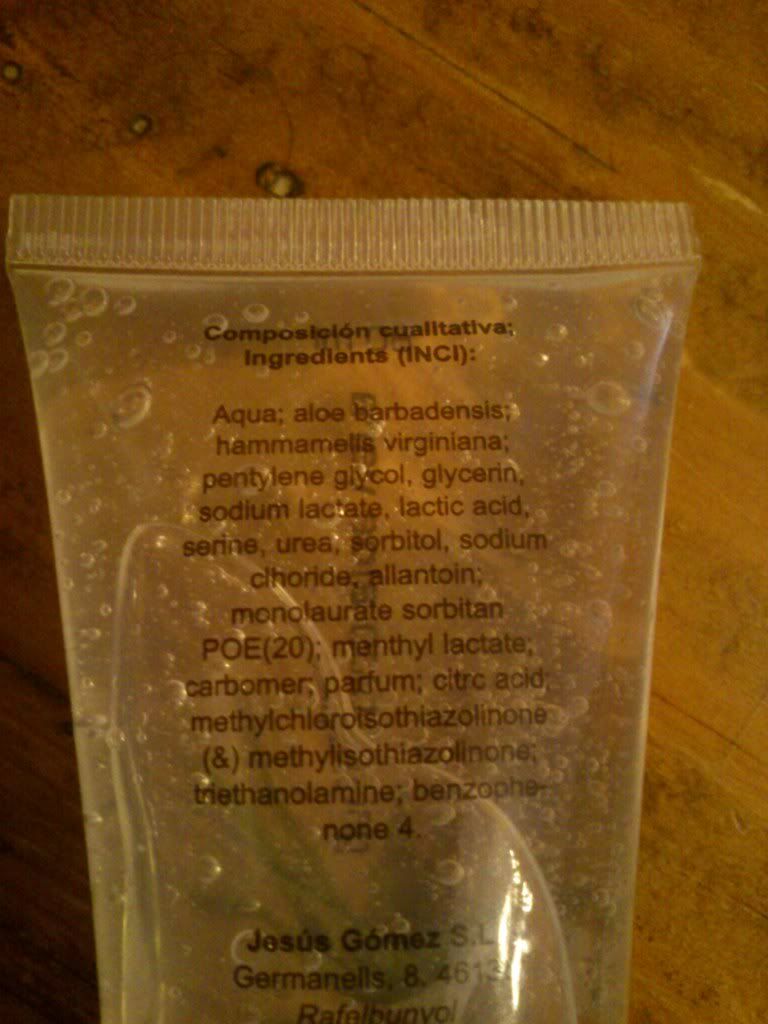 Composición cualitativa;
Ingredients (INCI):
Aqua; aloe barbadensis;
hammamelis virginiana;
pentylene glycol, glycerin,
sodium lactate, lactic acid,
serine, urea, sorbitol, sodium
clhoride, allantoin;
monolaurate sorbitan
POE(20); menthyl lactate;
carbomer; parfum; citrc acid;
methylchloroisothiazolinone
(&) methylisothiazolinone;
triethanolamine; benzophe-
none 4.
Jesús Gómez S.L
Germanells, 8. 4613
Rafelbunyol